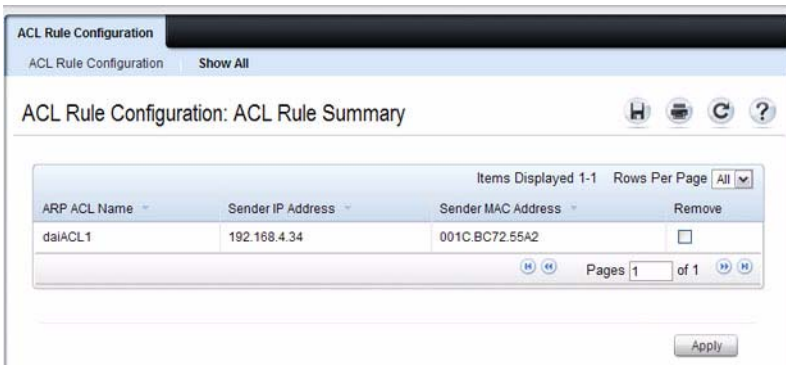 ACL Rule Configuration
ACL Rule Configuration Show All
ACL Rule Configuration: ACL Rule Summary
Items Displayed 1-1 Rows Per Page All
ARP ACL Name Sender IP Address Sender MAC Address Remove
daiACL1 192.168.4.34 001C.BC72.55A2
Pages 1 of 1
Apply